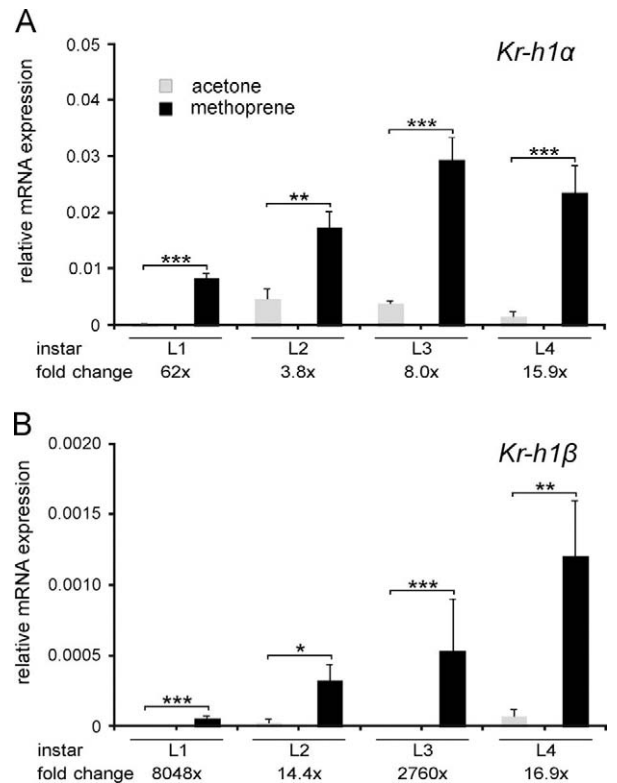 A
Kr-h1α
relative mRNA expression
0.05
0.04
0.03
0.02
0.01
0
acetone
methoprene
***
**
***
***
instar L1 L2 L3 L4
fold change 62x 3.8x 8.0x 15.9x
B
Kr-h1β
relative mRNA expression
0.0020
0.0015
0.0010
0.0005
0
***
*
***
**
instar L1 L2 L3 L4
fold change 8048x 14.4x 2760x 16.9x